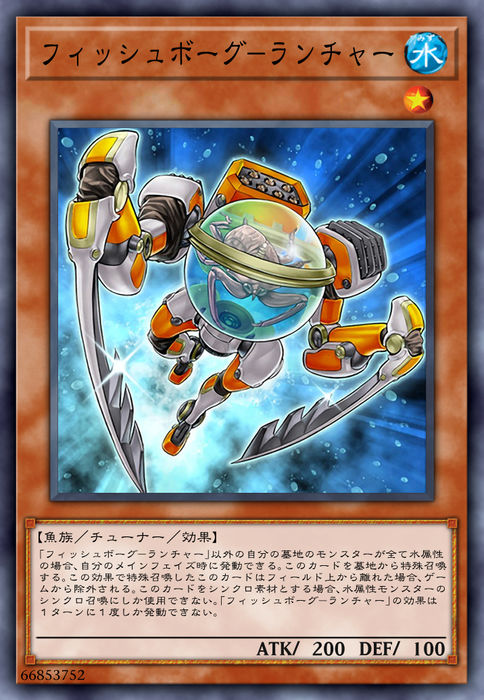 フィッシュボーグ－ランチャー
みず
水
【魚族／チューナー／効果】
「フィッシュボーグ－ランチャー」以外の自分の墓地のモンスターが全て水属性
の場合、自分のメインフェイズ時に発動できる。このカードを墓地から特殊召喚
する。この効果で特殊召喚したこのカードはフィールド上から離れた場合、ゲー
ムから除外される。このカードをシンクロ素材とする場合、水属性モンスターの
シンクロ召喚にしか使用できない。「フィッシュボーグ－ランチャー」の効果は
１ターンに１度しか発動できない。
ATK/ 200 DEF/ 100
66853752